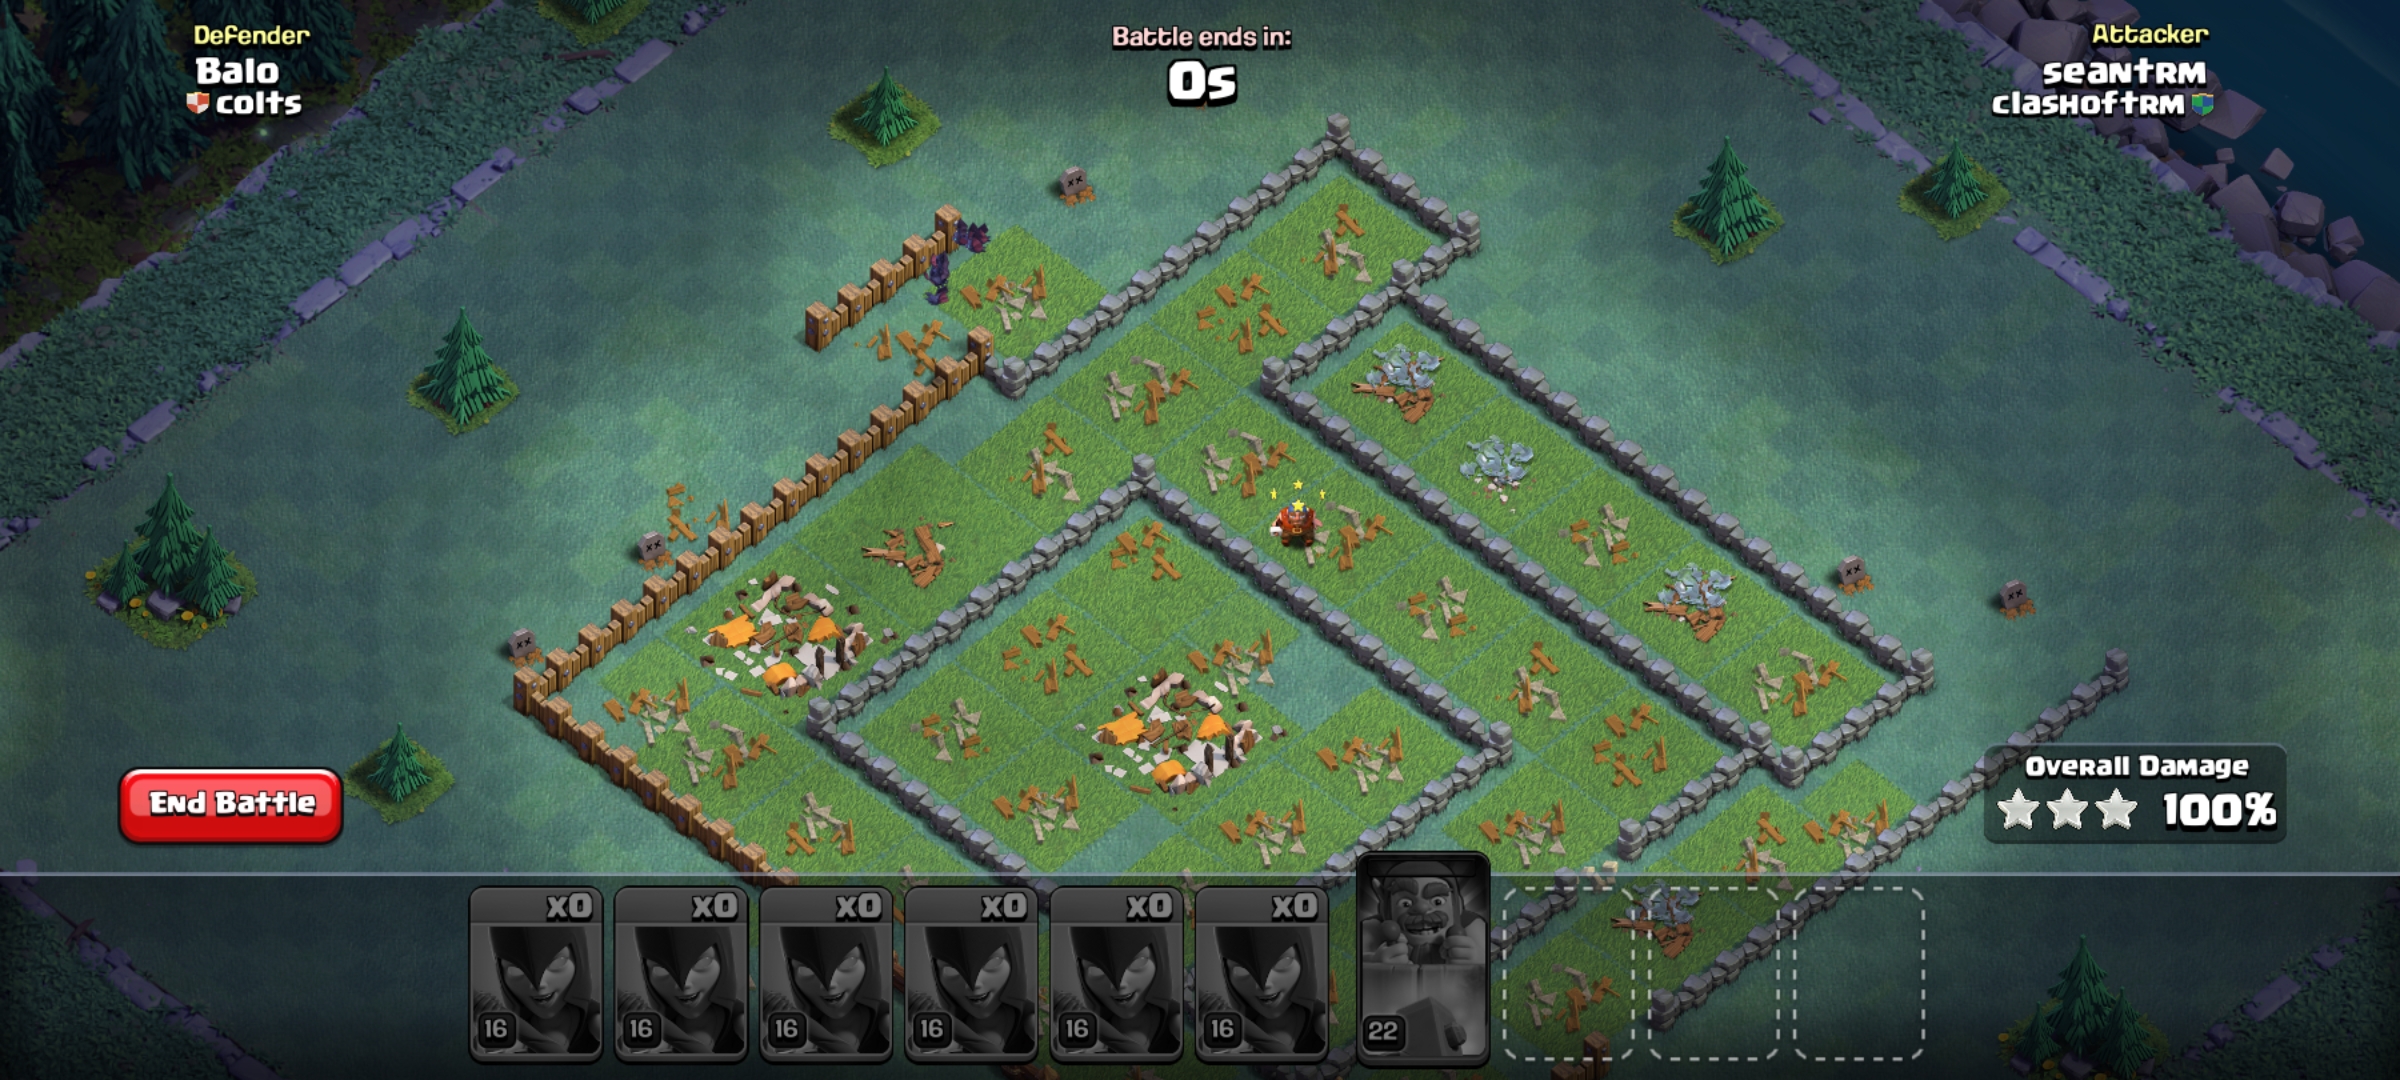 Defender
Balo
colts
Battle ends in:
0s
Attacker
seantrm
clashoftrm
End Battle
Overall Damage
100%
x0
x0
x0
x0
x0
x0
16
16
16
16
16
16
22